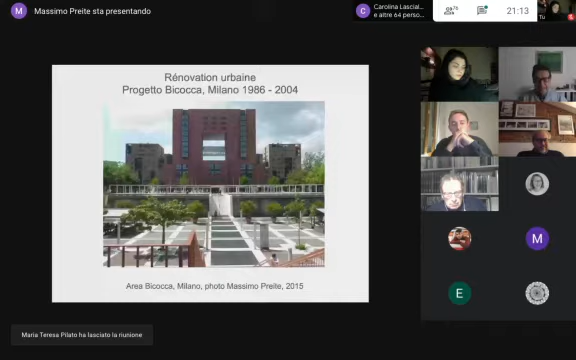 M
Massimo Preite sta presentando
C
Carolina Lascial...
e altre 64 perso...
76
21:13
Tu
Rénovation urbaine
Progetto Bicocca, Milano 1986 - 2004
Area Bicocca, Milano, photo Massimo Preite, 2015
M
E
Maria Teresa Pilato ha lasciato la riunione